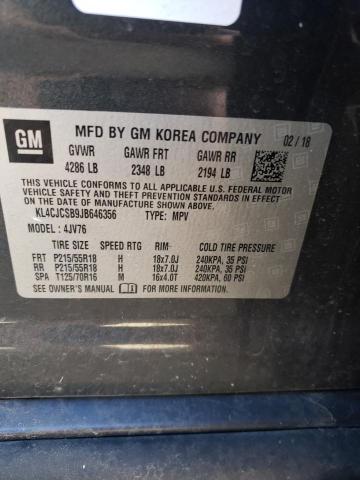 GM
MFD BY GM KOREA COMPANY 02/18
GVWR GAWR FRT GAWR RR
4286 LB 2348 LB 2194 LB
THIS VEHICLE CONFORMS TO ALL APPLICABLE U.S. FEDERAL MOTOR
VEHICLE SAFETY AND THEFT PREVENTION STANDARDS IN EFFECT
ON THE DATE OF MANUFACTURE SHOWN ABOVE.
KL4CJCSB9JB646356 TYPE: MPV
MODEL: 4JV76
TIRE SIZE SPEED RTG RIM COLD TIRE PRESSURE
FRT P215/55R18 H 18x7.0J 240KPA, 35 PSI
RR P215/55R18 H 18x7.0J 240KPA, 35 PSI
SPA T125/70R16 M 16x4.0T 420KPA, 60 PSI
SEE OWNER'S MANUAL FOR MORE INFORMATION